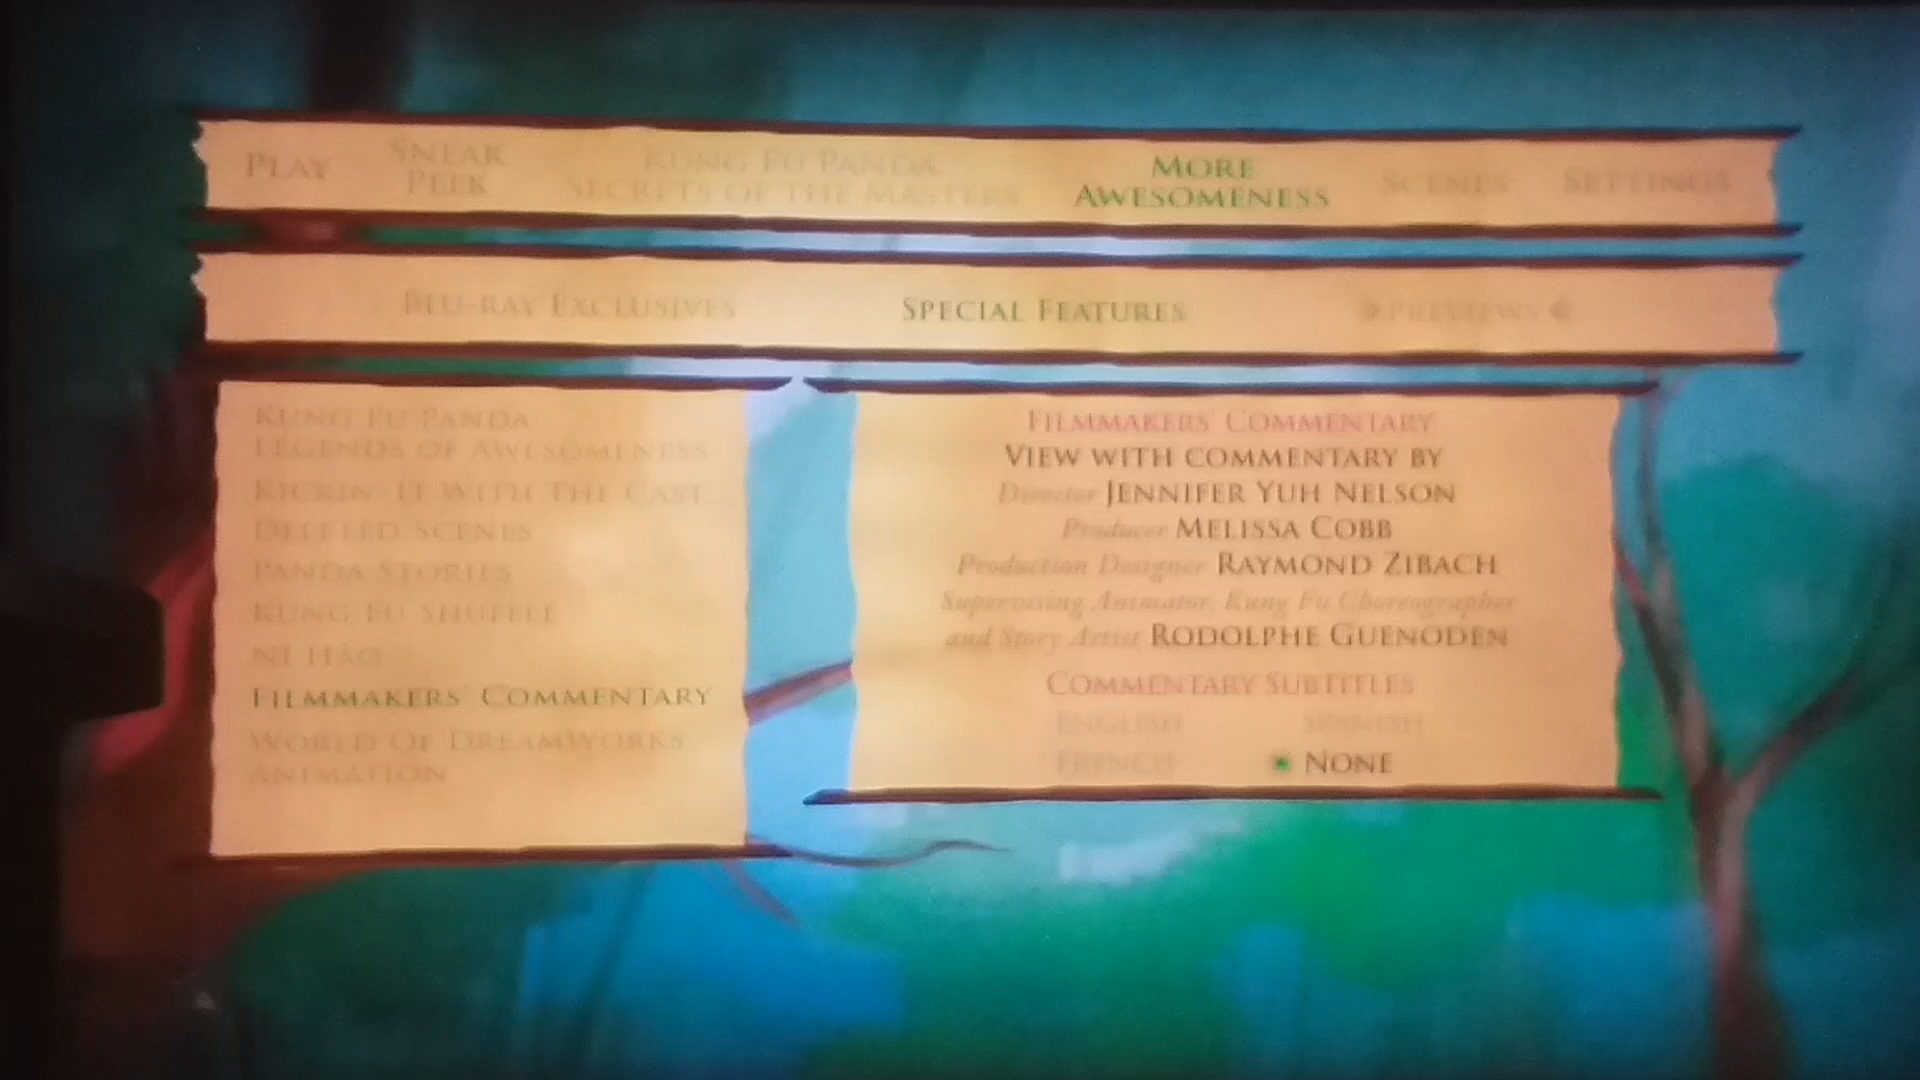 PLAY
SNEAK
PEEK
KUNG FU PANDA
SECRETS OF THE MASTERS
MORE
AWESOMENESS
SCENES
SETTINGS
BLU-RAY EXCLUSIVES
SPECIAL FEATURES
PREVIEWS
KUNG FU PANDA
LEGENDS OF AWESOMENESS
KICKIN' IT WITH THE CAST
DELETED SCENES
PANDA STORIES
KUNG FU SHUFFLE
NI HAO
FILMMAKERS' COMMENTARY
WORLD OF DREAMWORKS
ANIMATION
FILMMAKERS' COMMENTARY
VIEW WITH COMMENTARY BY
Director JENNIFER YUH NELSON
Producer MELISSA COBB
Production Designer RAYMOND ZIBACH
Supervising Animator, Kung Fu Choreographer
and Story Artist RODOLPHE GUENODEN
COMMENTARY SUBTITLES
ENGLISH SPANISH
FRENCH NONE